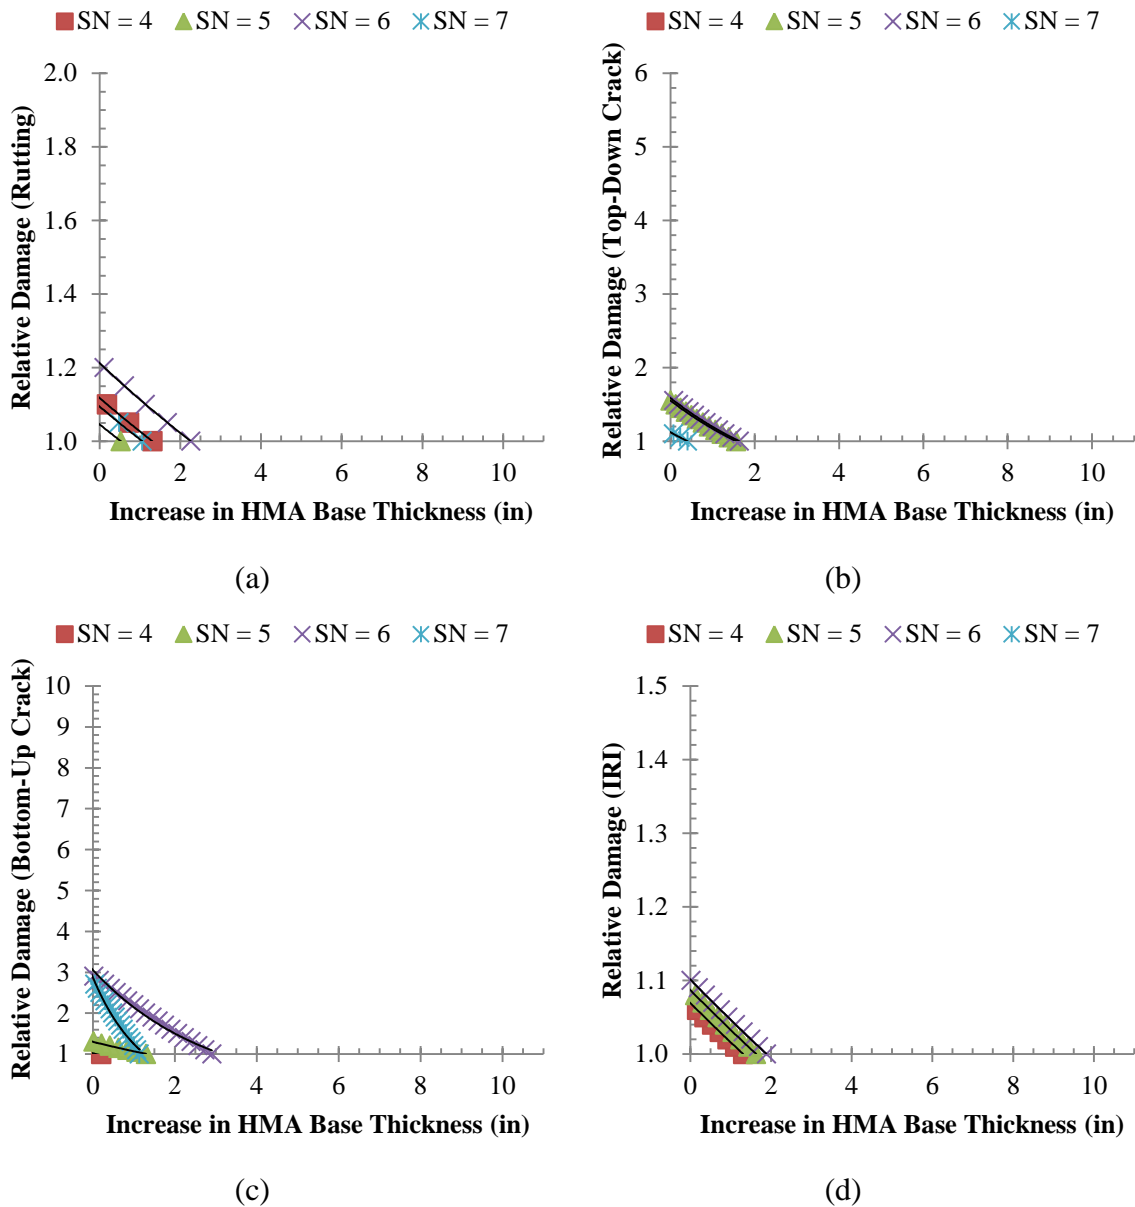 SN = 4 SN = 5 SN = 6 SN = 7
Relative Damage (Rutting)
2.0
1.8
1.6
1.4
1.2
1.0
0 2 4 6 8 10
Increase in HMA Base Thickness (in)
(a)
SN = 4 SN = 5 SN = 6 SN = 7
Relative Damage (Top-Down Crack)
6
5
4
3
2
1
0 2 4 6 8 10
Increase in HMA Base Thickness (in)
(b)
SN = 4 SN = 5 SN = 6 SN = 7
Relative Damage (Bottom-Up Crack)
10
9
8
7
6
5
4
3
2
1
0 2 4 6 8 10
Increase in HMA Base Thickness (in)
(c)
SN = 4 SN = 5 SN = 6 SN = 7
Relative Damage (IRI)
1.5
1.4
1.3
1.2
1.1
1.0
0 2 4 6 8 10
Increase in HMA Base Thickness (in)
(d)